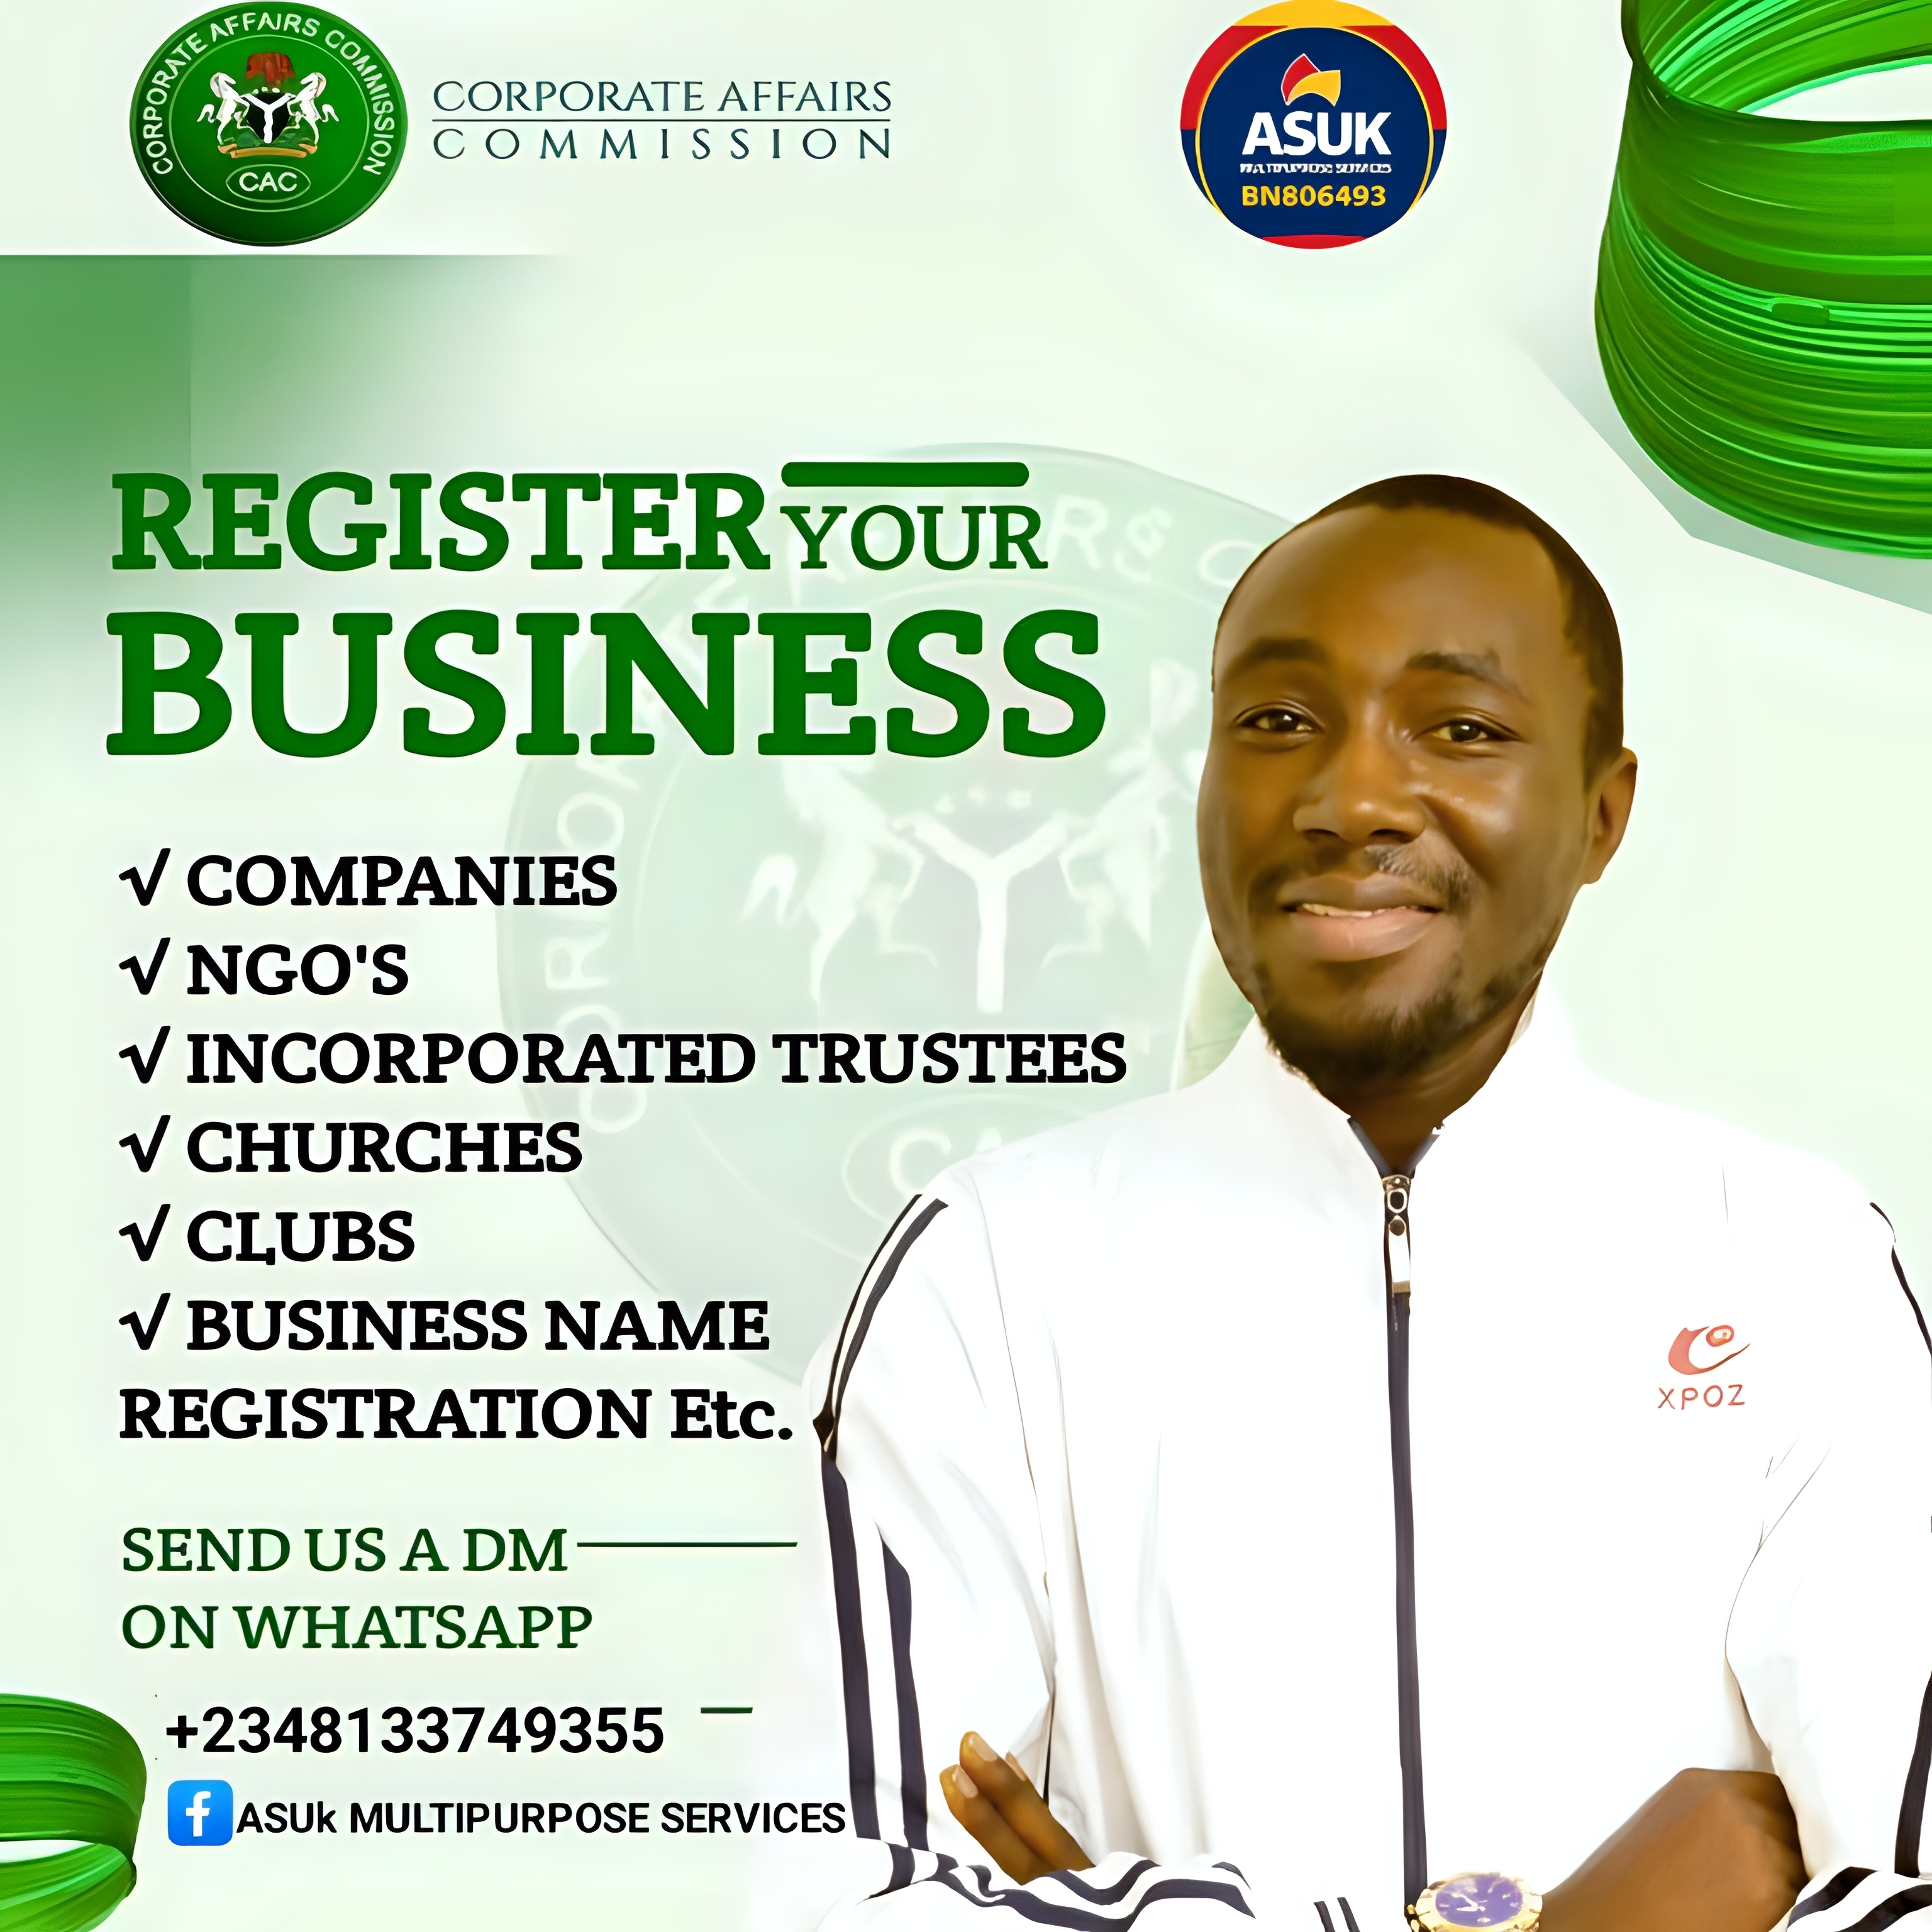 CORPORATE AFFAIRS COMMISSION
CAC
CORPORATE AFFAIRS
COMMISSION
ASUK
BN806493
REGISTER YOUR
BUSINESS
√ COMPANIES
√ NGO'S
√ INCORPORATED TRUSTEES
√ CHURCHES
√ CLUBS
√ BUSINESS NAME
REGISTRATION Etc.
XPOZ
SEND US A DM
ON WHATSAPP
+2348133749355
ASUk MULTIPURPOSE SERVICES